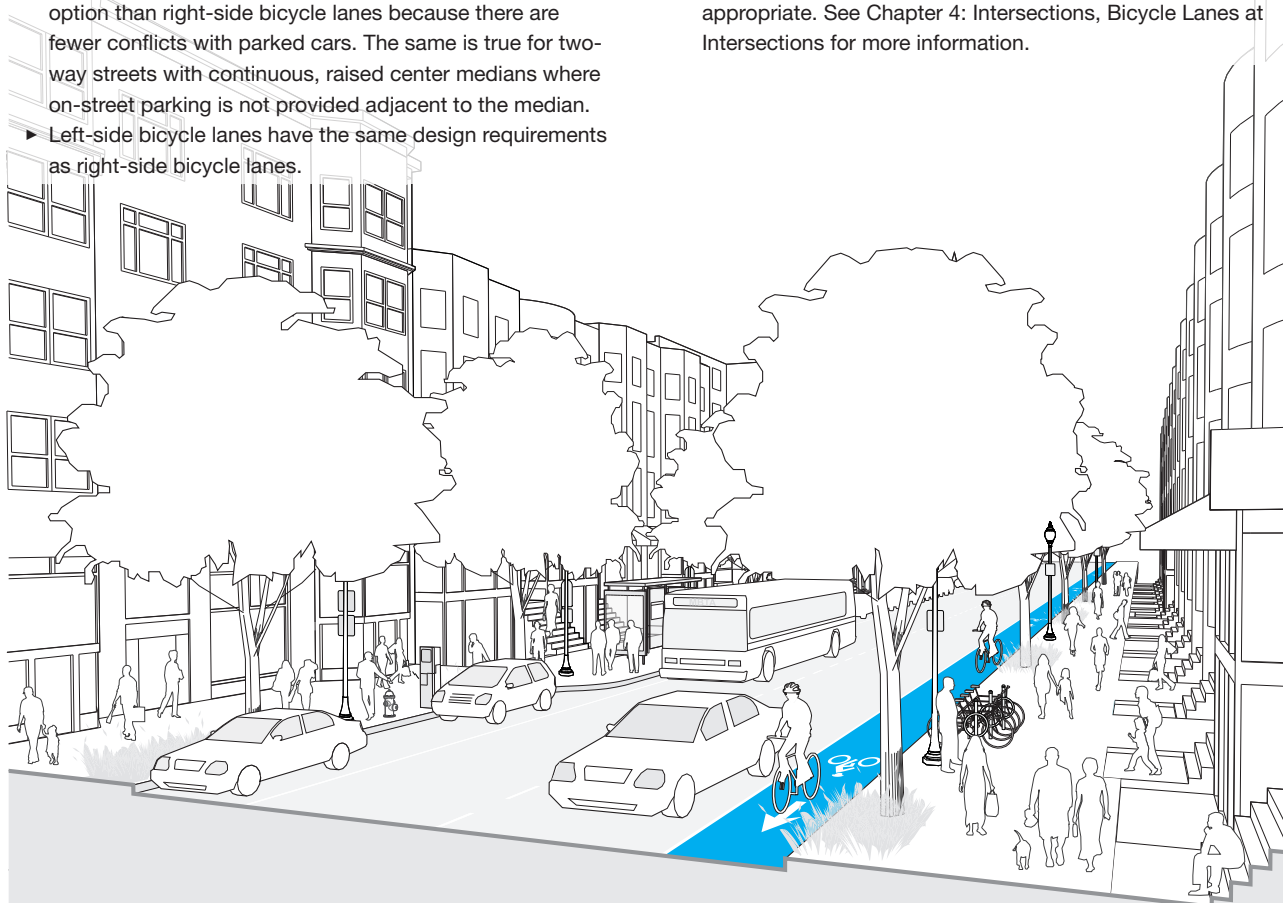 option than right-side bicycle lanes because there are
fewer conflicts with parked cars. The same is true for two-
way streets with continuous, raised center medians where
on-street parking is not provided adjacent to the median.
▸ Left-side bicycle lanes have the same design requirements
as right-side bicycle lanes.
appropriate. See Chapter 4: Intersections, Bicycle Lanes at
Intersections for more information.